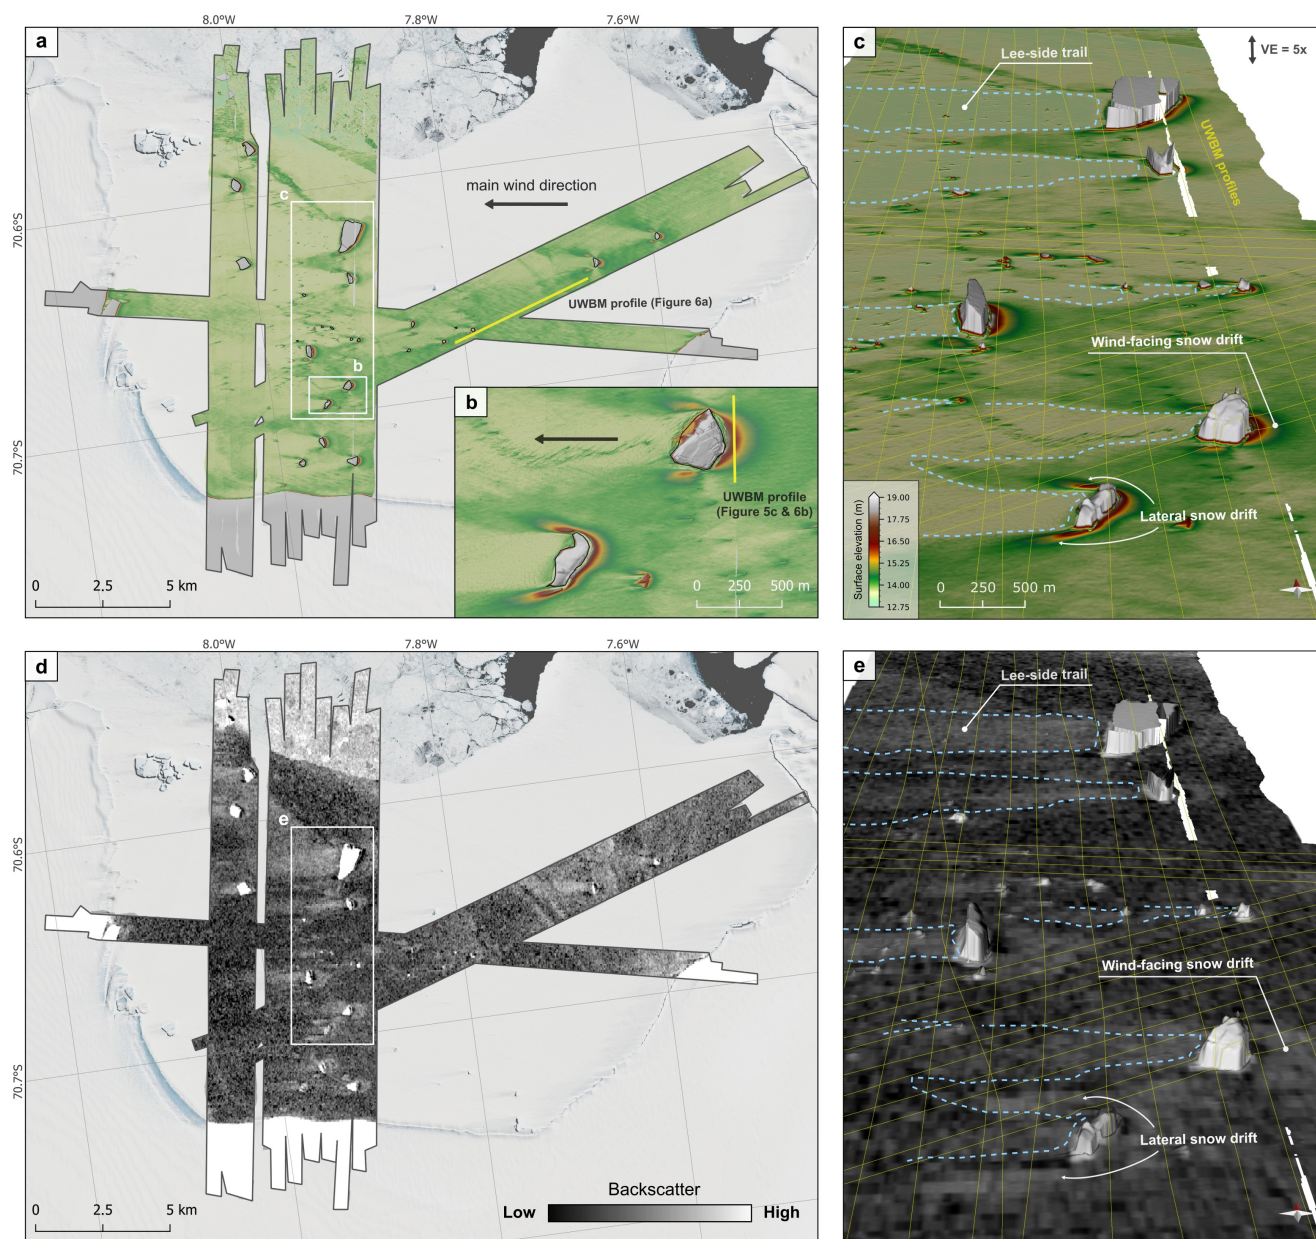 8.0°W
7.8°W
7.6°W
a
c
Lee-side trail
VE = 5x
UWBM profiles
main wind direction
c
70.6°S
UWBM profile (Figure 6a)
b
Wind-facing snow drift
b
70.7°S
UWBM profile
(Figure 5c & 6b)
Surface elevation (m)
19.00
17.75
16.50
15.25
14.00
12.75
Lateral snow drift
0 2.5 5 km
0 250 500 m
0 250 500 m
8.0°W
7.8°W
7.6°W
d
e
Lee-side trail
e
70.6°S
Wind-facing snow drift
70.7°S
Lateral snow drift
Backscatter
Low
High
0 2.5 5 km